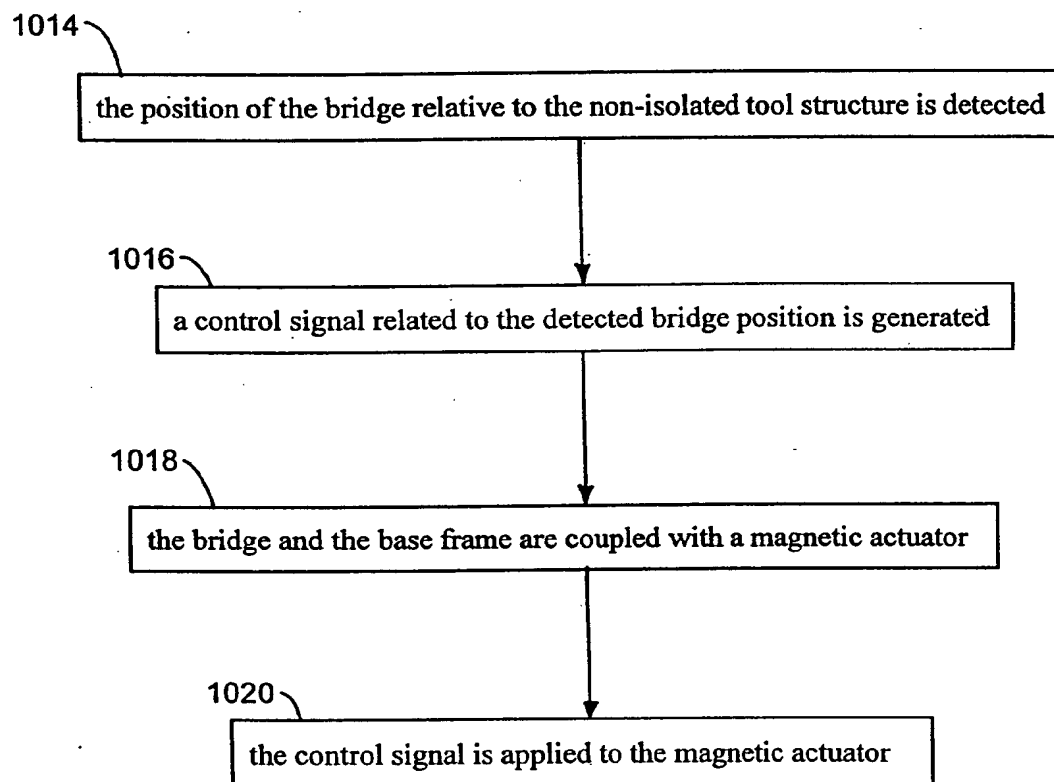 1014
the position of the bridge relative to the non-isolated tool structure is detected
1016
a control signal related to the detected bridge position is generated
1018
the bridge and the base frame are coupled with a magnetic actuator
1020
the control signal is applied to the magnetic actuator